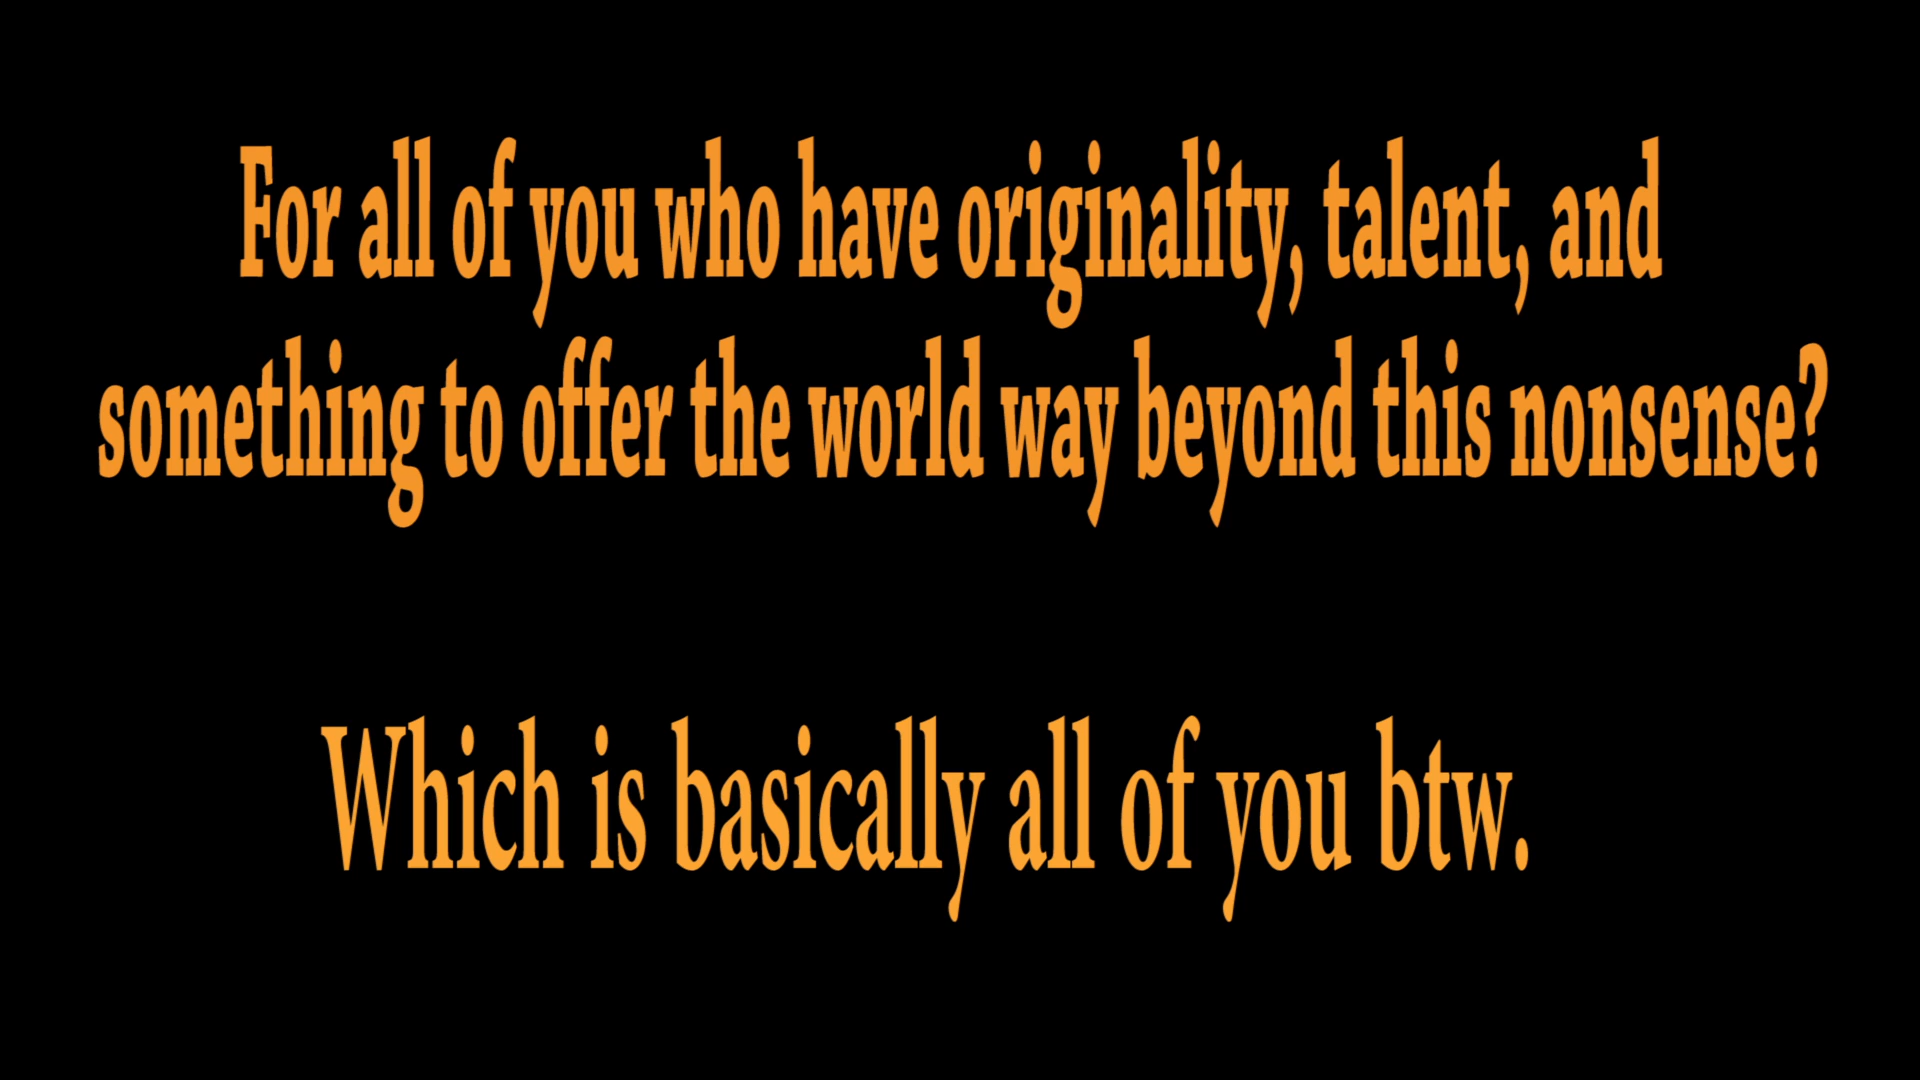 For all of you who have originality, talent, and
something to offer the world way beyond this nonsense?
Which is basically all of you btw.